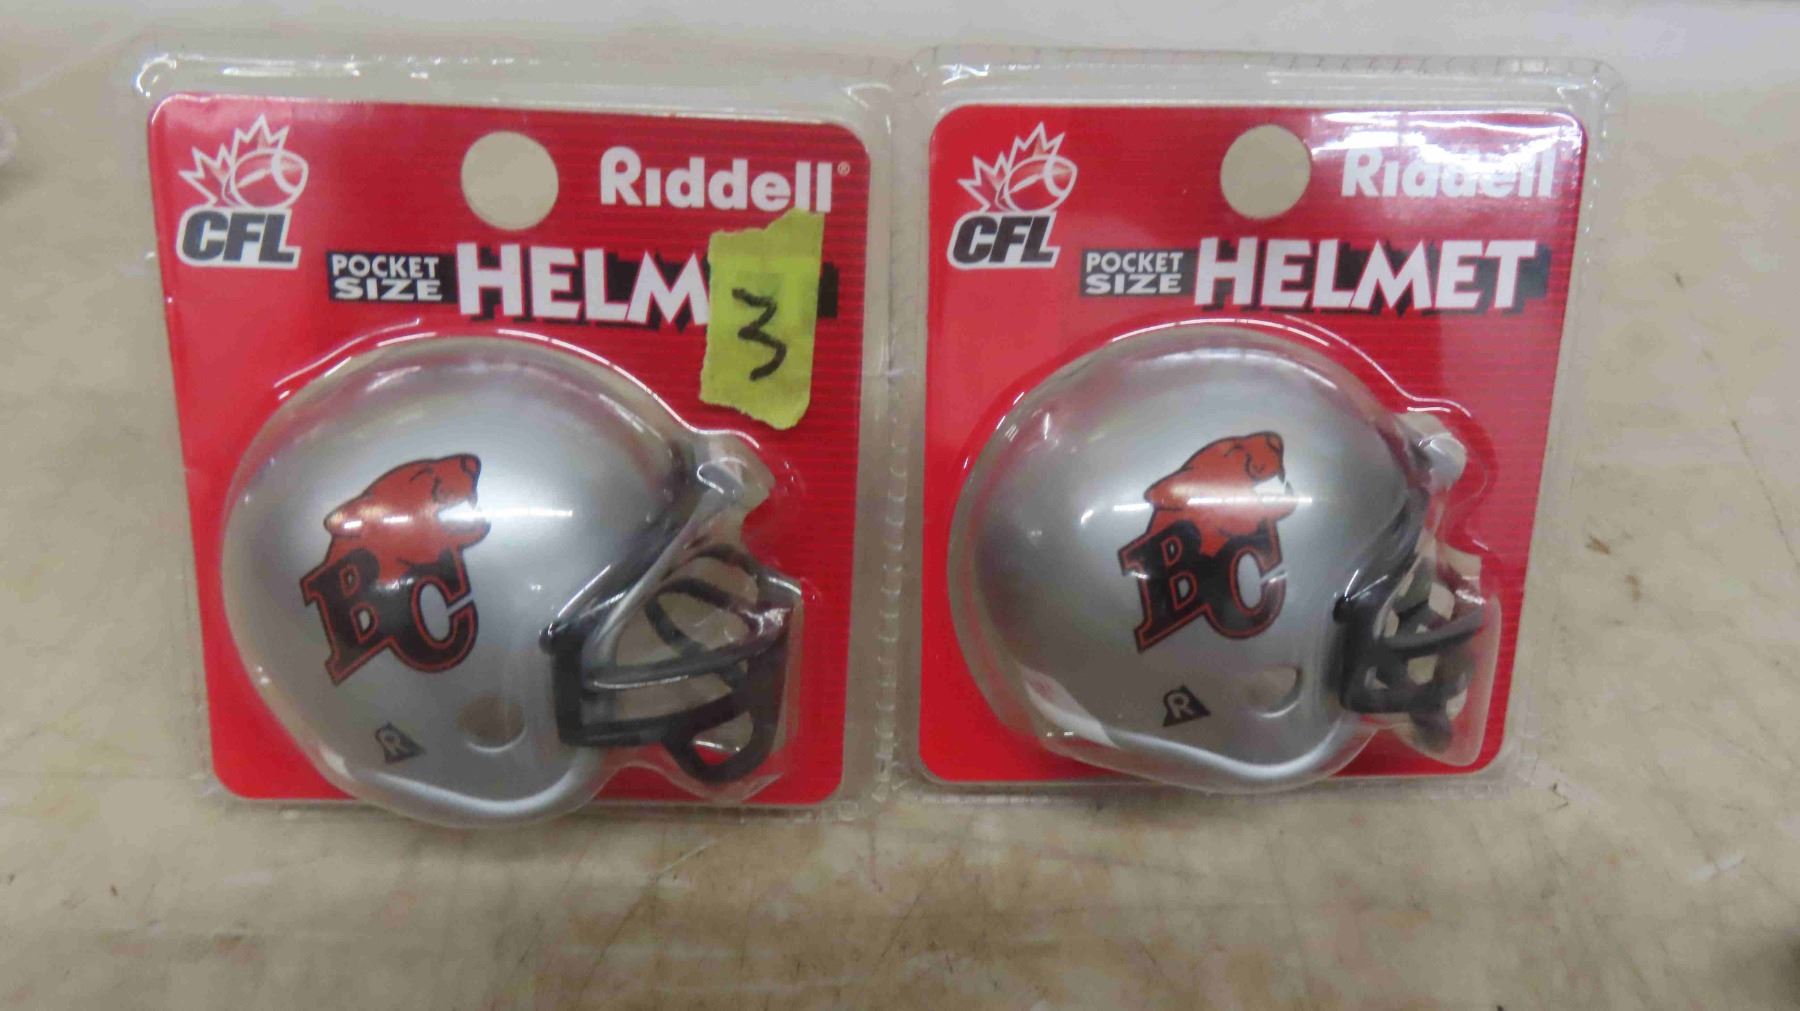 CFL
Riddell®
POCKET
SIZE
HELM
3
BC
R
CFL
Riddell
POCKET
SIZE
HELMET
BC
R